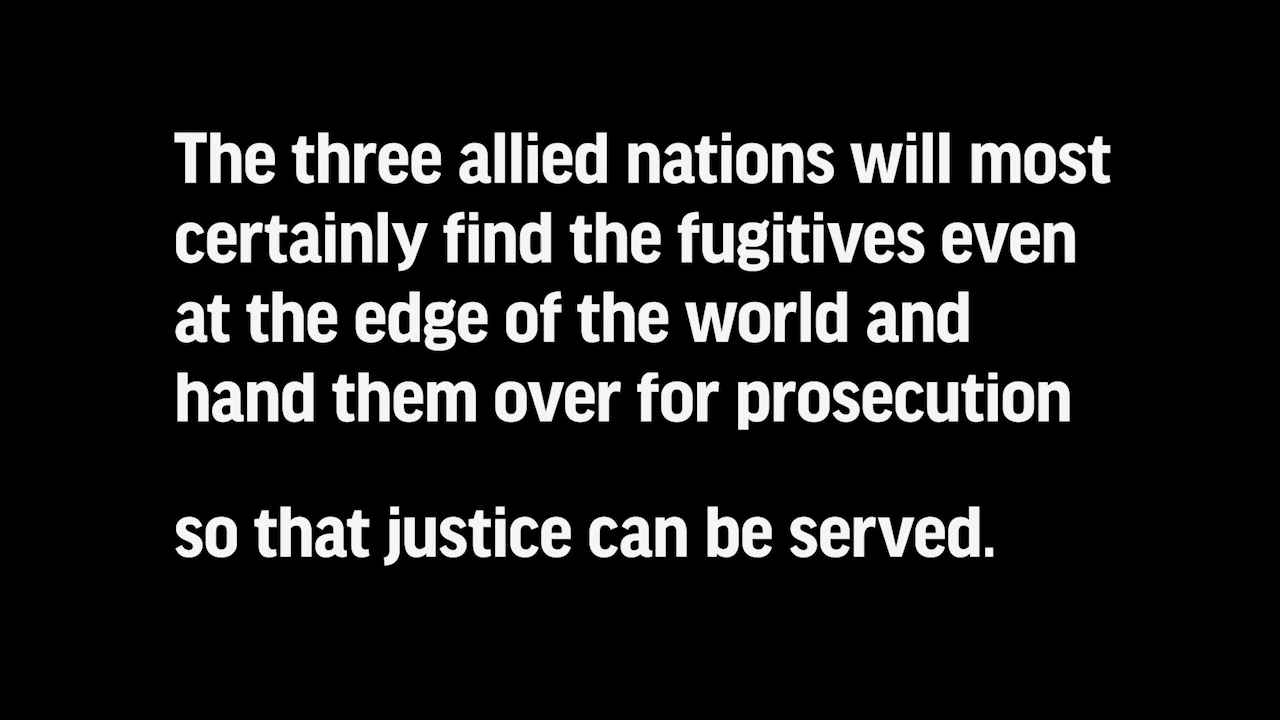 The three allied nations will most
certainly find the fugitives even
at the edge of the world and
hand them over for prosecution
so that justice can be served.